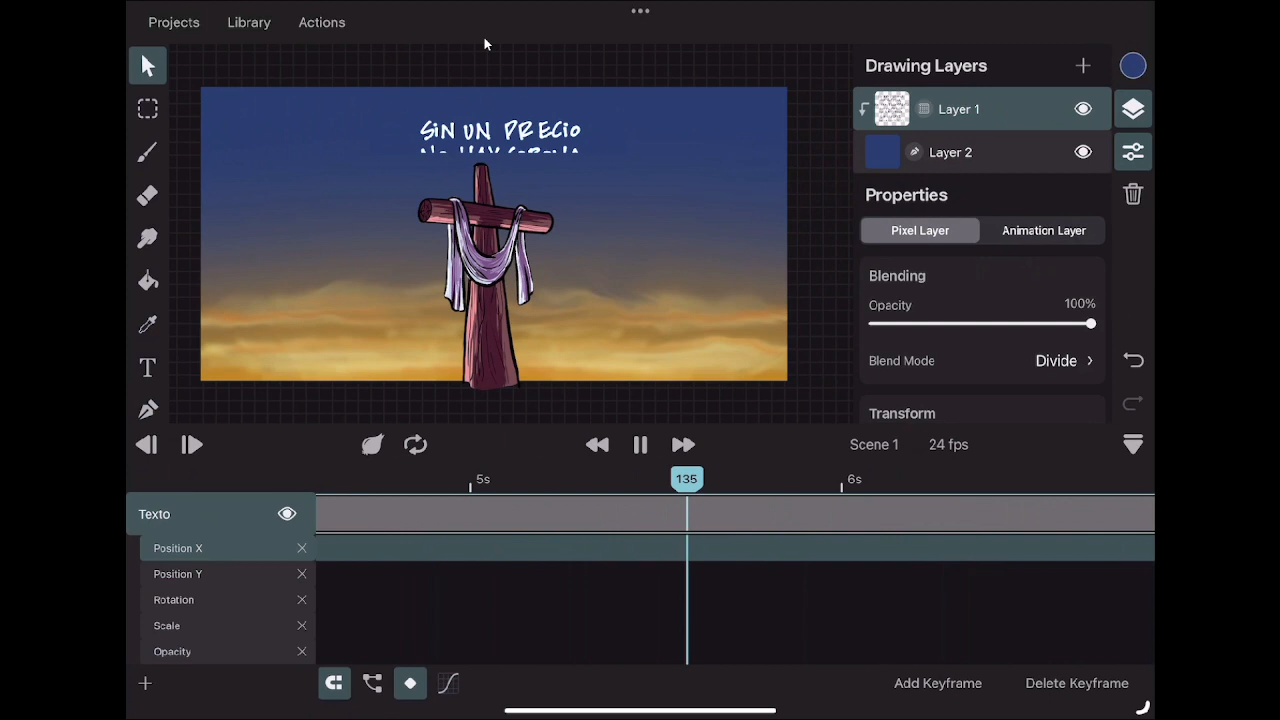 Projects
Library
Actions
SiN UN PRECiO
Drawing Layers
Layer 1
Layer 2
Properties
Pixel Layer
Animation Layer
Blending
Opacity
100%
Blend Mode
Divide
Transform
Scene 1
24 fps
5s
135
6s
Texto
Position X
Position Y
Rotation
Scale
Opacity
Add Keyframe
Delete Keyframe